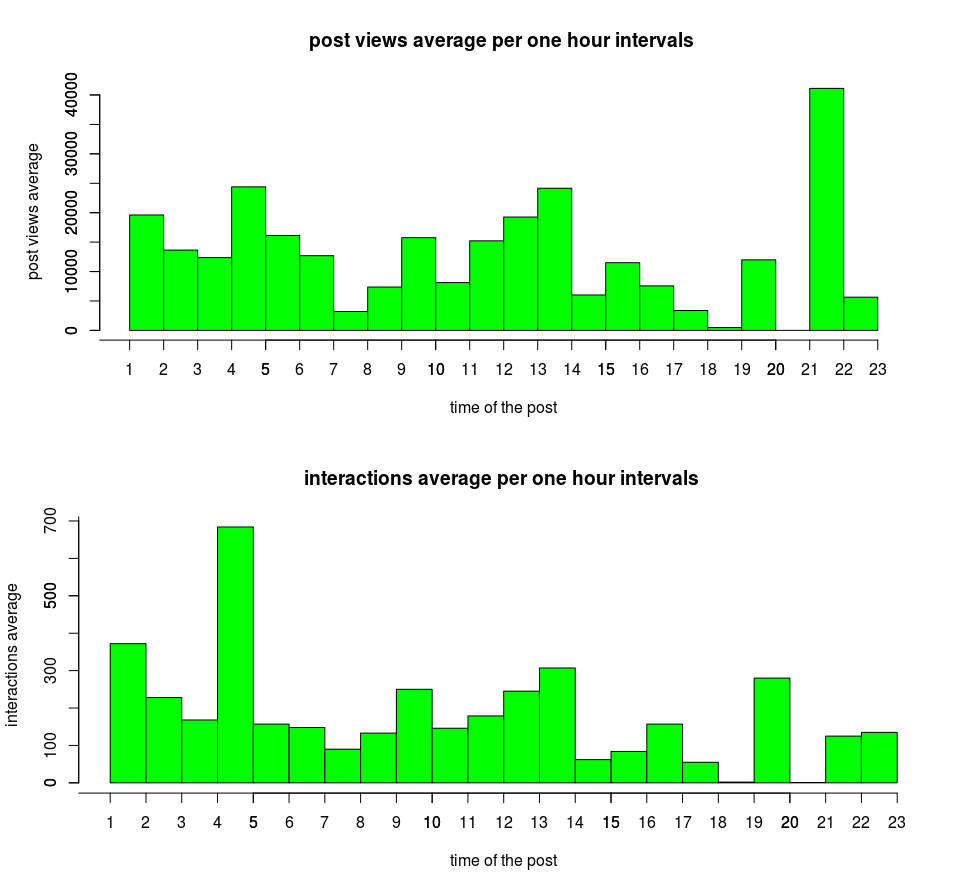 post views average per one hour intervals
40000
30000
20000
10000
0
post views average
1 2 3 4 5 6 7 8 9 10 11 12 13 14 15 16 17 18 19 20 21 22 23
time of the post
interactions average per one hour intervals
700
500
300
100
0
interactions average
1 2 3 4 5 6 7 8 9 10 11 12 13 14 15 16 17 18 19 20 21 22 23
time of the post